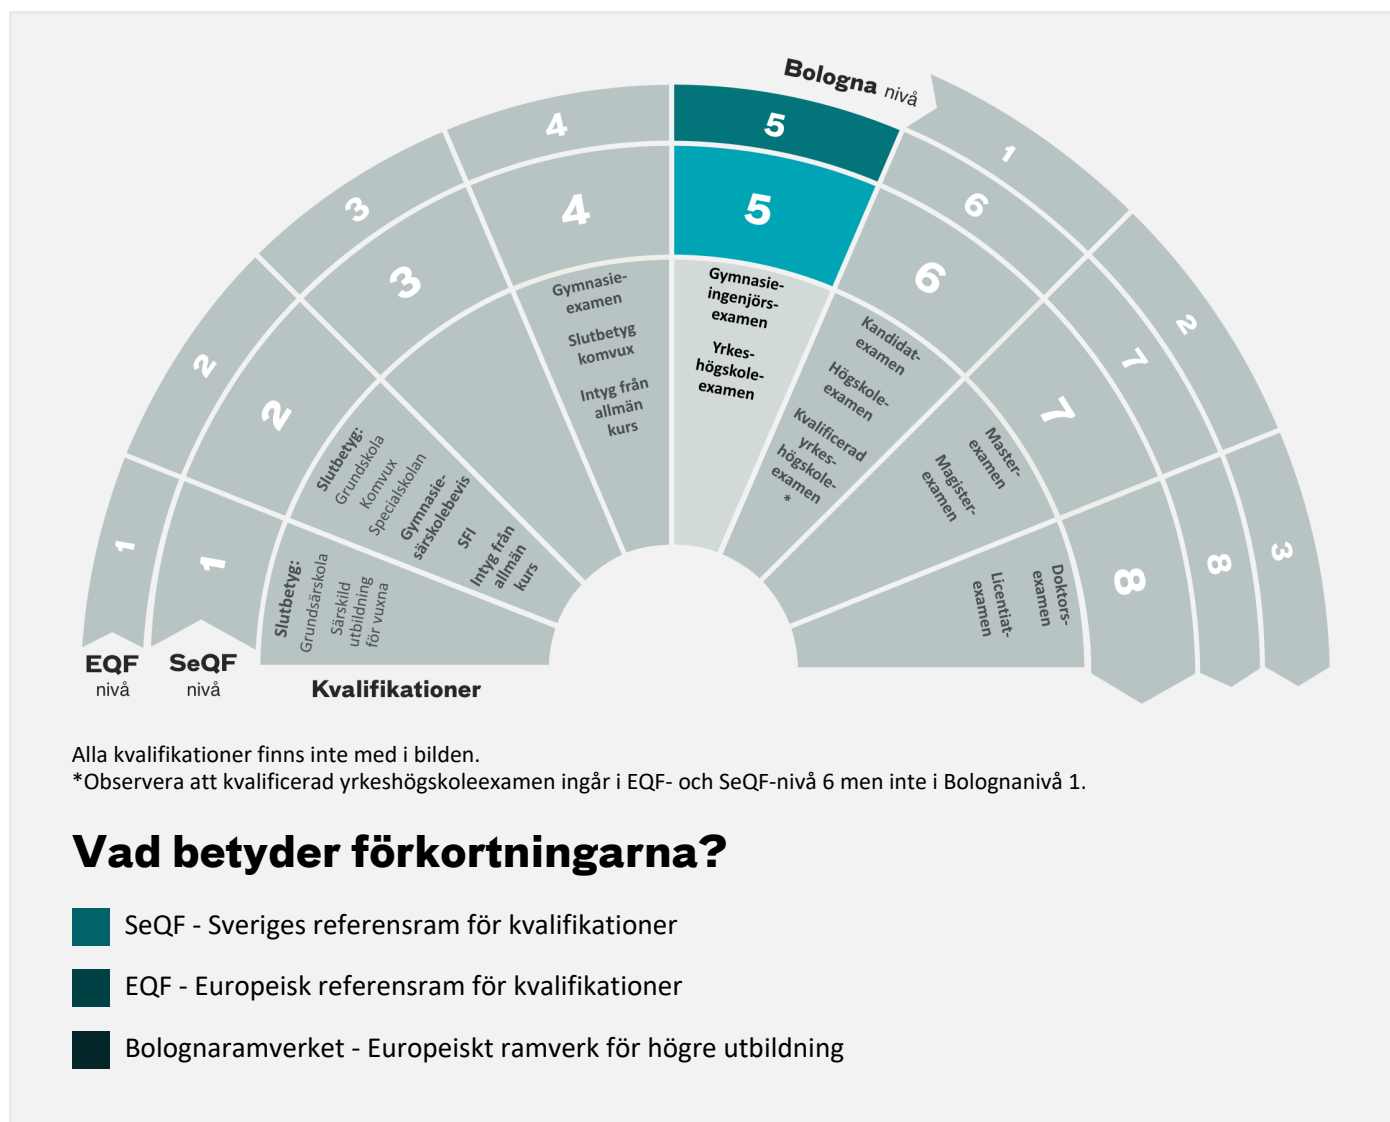 Bologna nivå
1
2
3
1
2
3
4
5
6
7
8
1
2
3
4
5
6
7
8
Slutbetyg:
Grundsärskola
Särskild
utbildning
för vuxna
Slutbetyg:
Grundskola
Komvux
Specialskolan
Gymnasie-
särskolebevis
SFI
Intyg från
allmän
kurs
Gymnasie-
examen
Slutbetyg
komvux
Intyg från
allmän
kurs
Gymnasie-
ingenjörs-
examen
Yrkes-
högskole-
examen
Kandidat-
examen
Högskole-
examen
Kvalificerad
yrkes-
högskole-
examen
*
Master-
examen
Magister-
examen
Doktors-
examen
Licentiat-
examen
EQF
nivå
SeQF
nivå
Kvalifikationer
Alla kvalifikationer finns inte med i bilden.
*Observera att kvalificerad yrkeshögskoleexamen ingår i EQF- och SeQF-nivå 6 men inte i Bolognanivå 1.
Vad betyder förkortningarna?
SeQF - Sveriges referensram för kvalifikationer
EQF - Europeisk referensram för kvalifikationer
Bolognaramverket - Europeiskt ramverk för högre utbildning